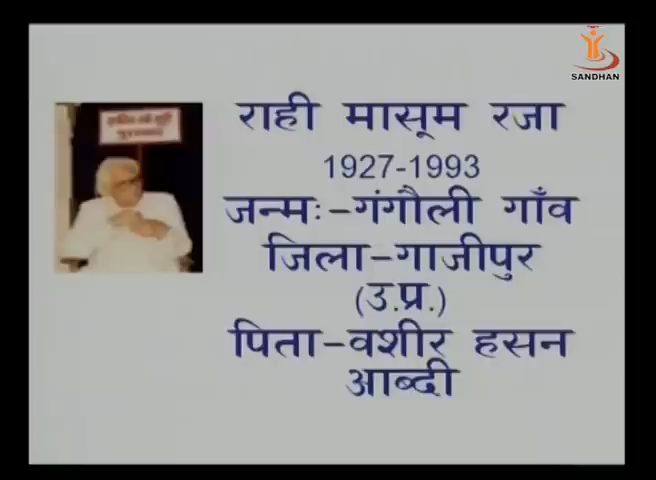 SANDHAN
राही मासूम रजा
1927-1993
जन्मः-गंगौली गाँव
जिला-गाजीपुर
(उ.प्र.)
पिता-वशीर हसन
आब्दी